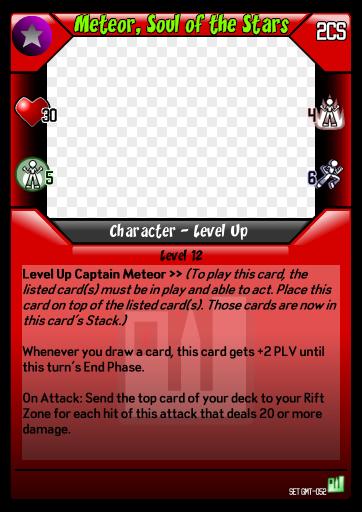 Meteor, Soul of the Stars
2CS
30
4
5
6
Character - Level Up
Level 12
Level Up Captain Meteor >> (To play this card, the
listed card(s) must be in play and able to act. Place this
card on top of the listed card(s). Those cards are now in
this card's Stack.)
Whenever you draw a card, this card gets +2 PLV until
this turn's End Phase.
On Attack: Send the top card of your deck to your Rift
Zone for each hit of this attack that deals 20 or more
damage.
SET GMT-052